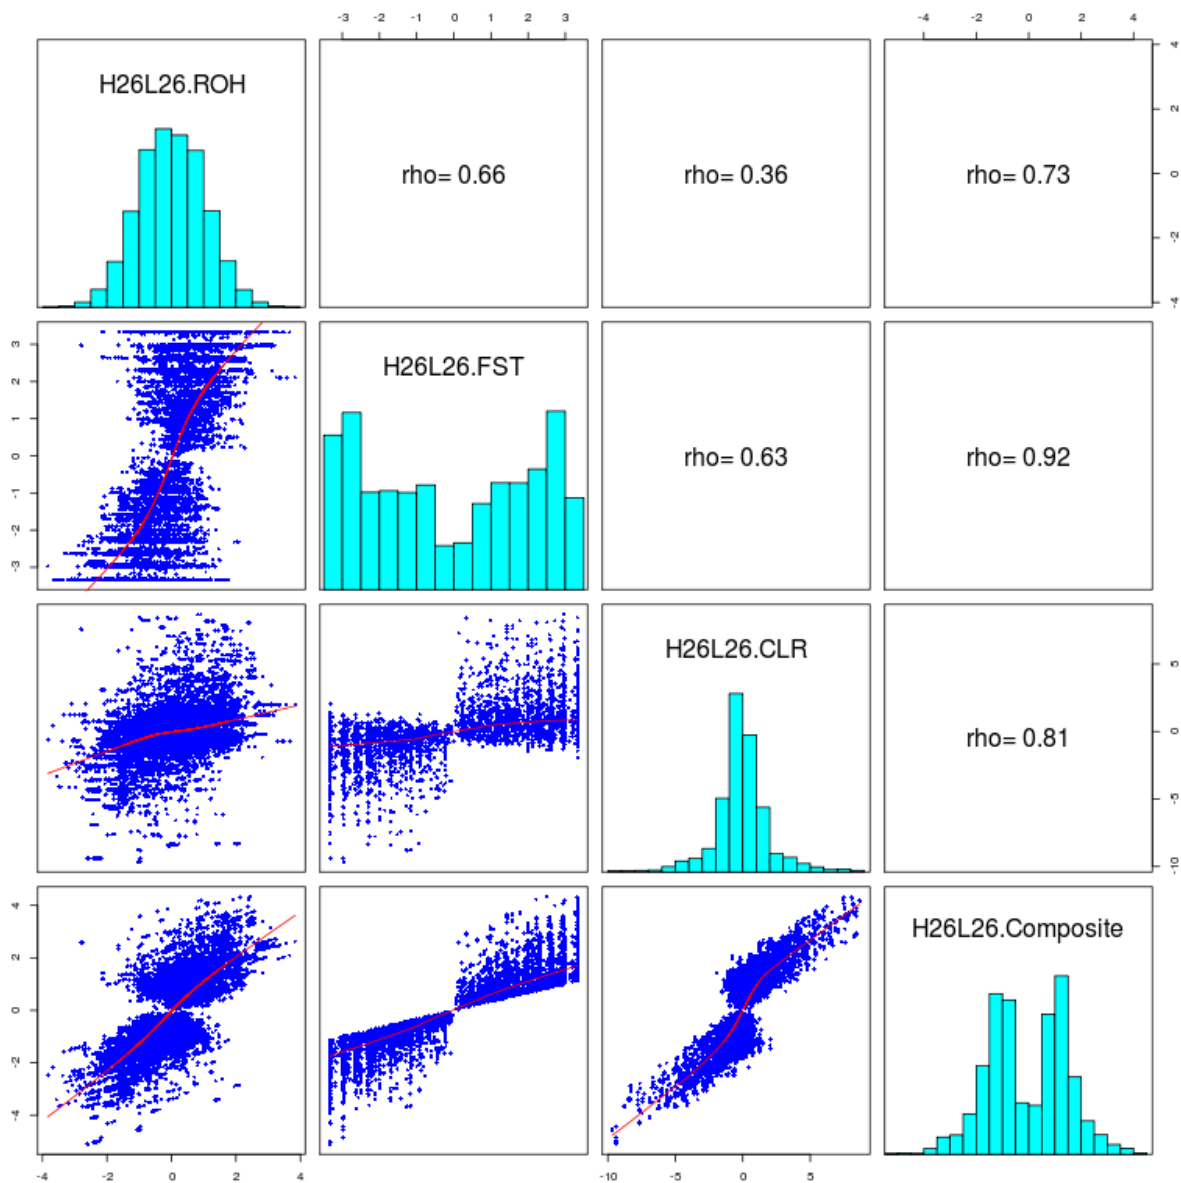 -3 -2 -1 0 1 2 3
-4 -2 0 2 4
H26L26.ROH
rho= 0.66
rho= 0.36
rho= 0.73
4
2
0
-2
-4
3
2
1
0
-1
-2
-3
H26L26.FST
rho= 0.63
rho= 0.92
H26L26.CLR
rho= 0.81
5
0
-5
-10
4
2
0
-2
-4
H26L26.Composite
-4 -2 0 2 4
-10 -5 0 5